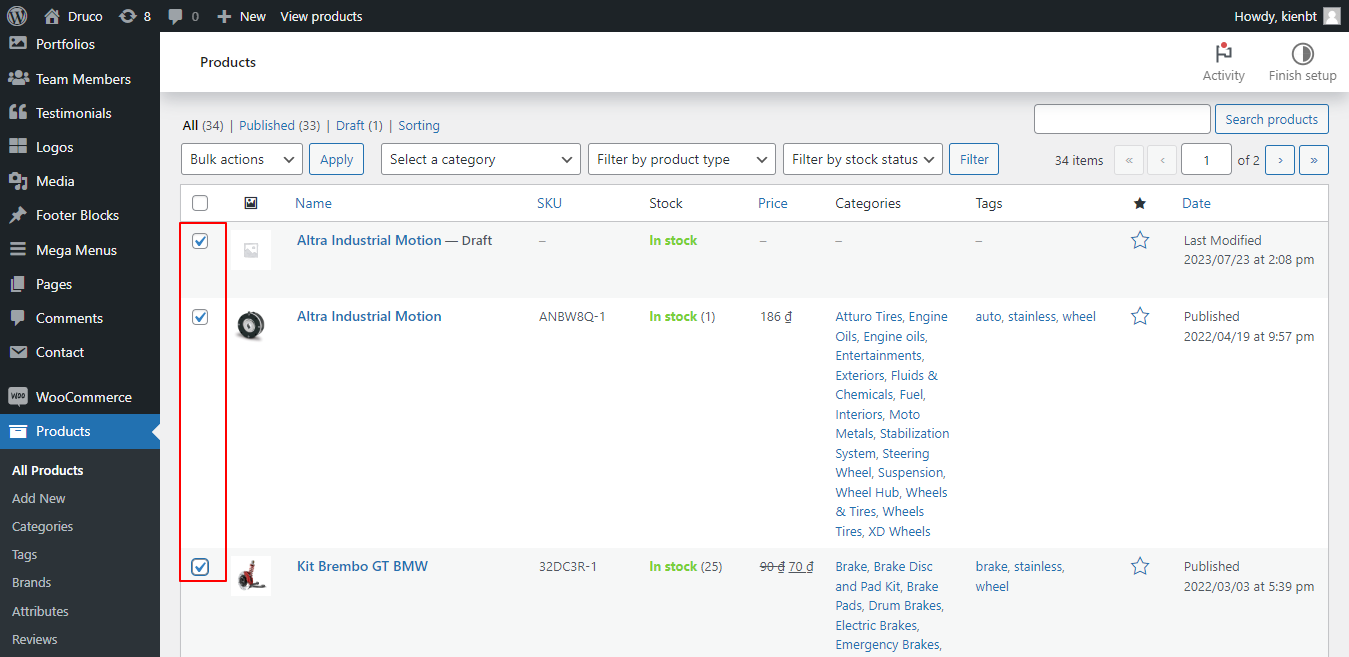 Druco 8 0 New View products Howdy, kienbt
Portfolios
Team Members
Testimonials
Logos
Media
Footer Blocks
Mega Menus
Pages
Comments
Contact
WooCommerce
Products
All Products
Add New
Categories
Tags
Brands
Attributes
Reviews
Products
Activity Finish setup
All (34) | Published (33) | Draft (1) | Sorting
Search products
Bulk actions Apply Select a category Filter by product type Filter by stock status Filter 34 items « ‹ 1 of 2 › »
Name SKU Stock Price Categories Tags Date
Altra Industrial Motion — Draft – In stock – – – Last Modified
2023/07/23 at 2:08 pm
Altra Industrial Motion ANBW8Q-1 In stock (1) 186 ₫ Atturo Tires, Engine auto, stainless, wheel Published
Oils, Engine oils, 2022/04/19 at 9:57 pm
Entertainments,
Exteriors, Fluids &
Chemicals, Fuel,
Interiors, Moto
Metals, Stabilization
System, Steering
Wheel, Suspension,
Wheel Hub, Wheels
& Tires, Wheels
Tires, XD Wheels
Kit Brembo GT BMW 32DC3R-1 In stock (25) 90 ₫ 70 ₫ Brake, Brake Disc brake, stainless, Published
and Pad Kit, Brake wheel 2022/03/03 at 5:39 pm
Pads, Drum Brakes,
Electric Brakes,
Emergency Brakes,